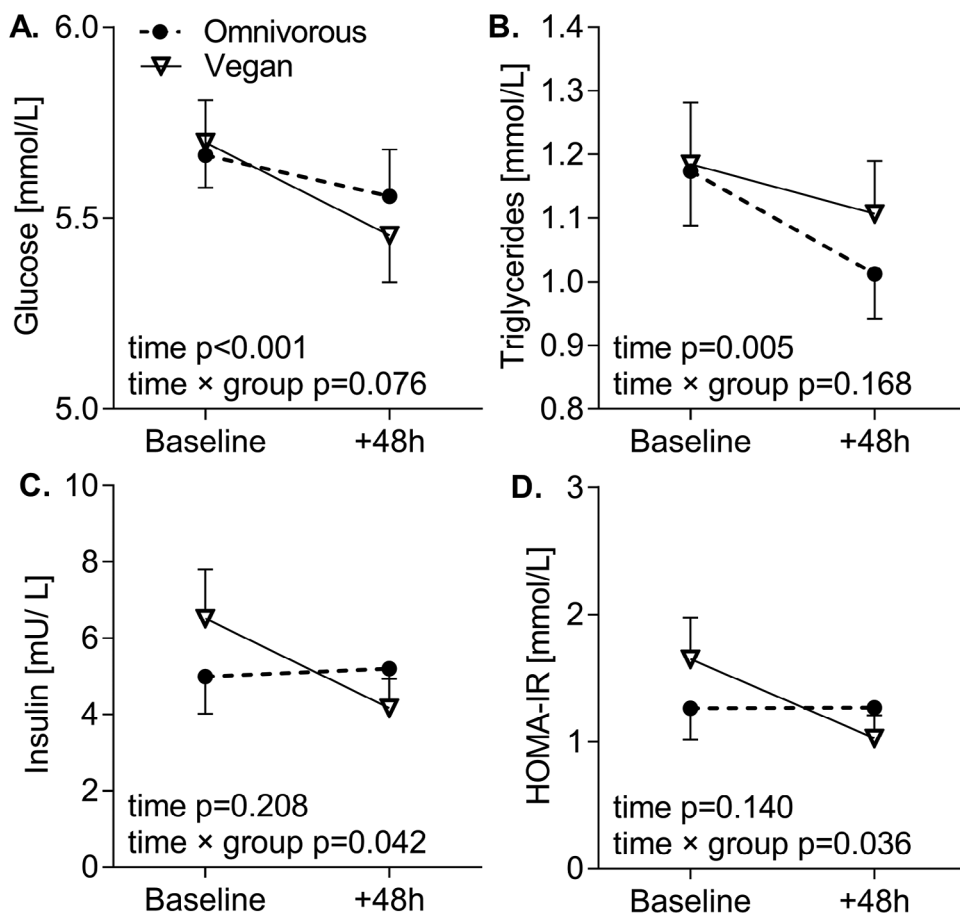 A.
Omnivorous
Vegan
Glucose [mmol/L]
6.0
5.5
5.0
time p<0.001
time × group p=0.076
Baseline
+48h
B.
Triglycerides [mmol/L]
1.4
1.3
1.2
1.1
1.0
0.9
0.8
time p=0.005
time × group p=0.168
Baseline
+48h
C.
Insulin [mU/ L]
10
8
6
4
2
0
time p=0.208
time × group p=0.042
Baseline
+48h
D.
HOMA-IR [mmol/L]
3
2
1
0
time p=0.140
time × group p=0.036
Baseline
+48h